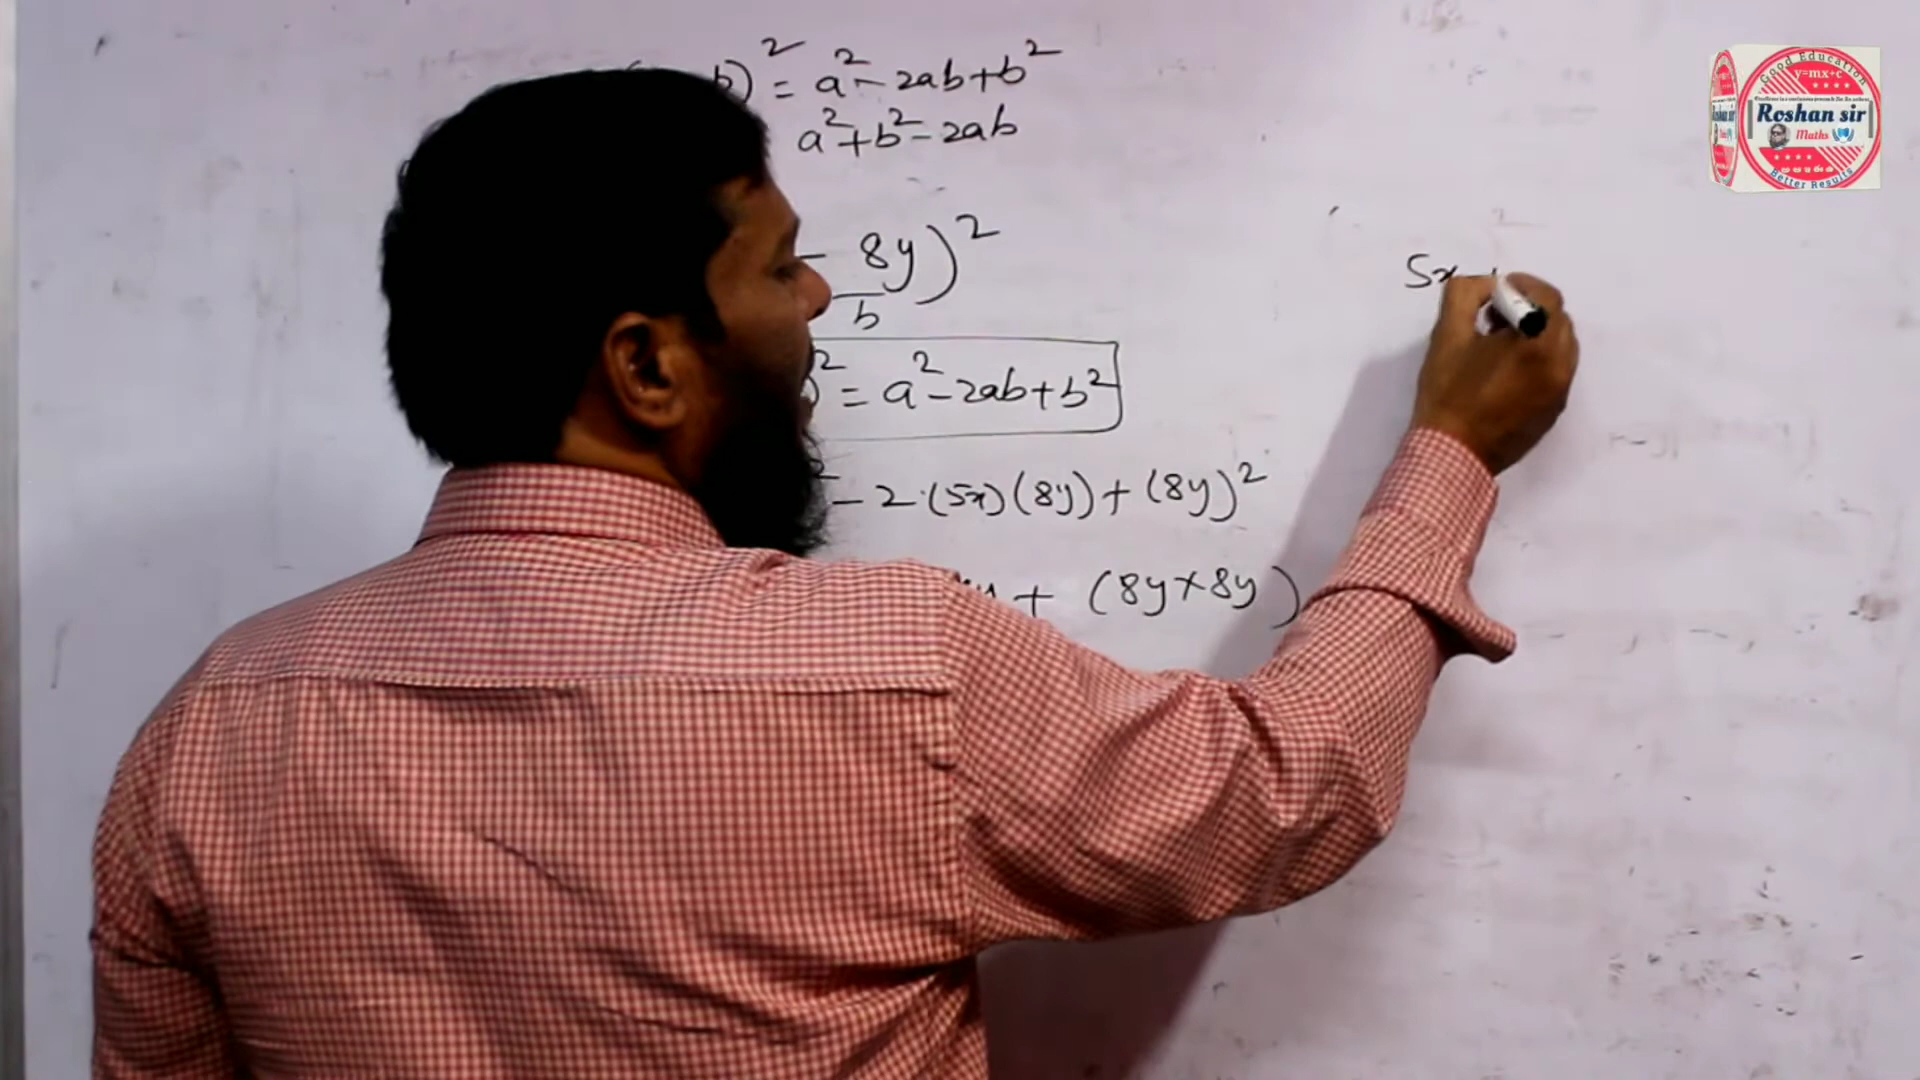 b)² = a² - 2ab + b²
a² + b² - 2ab
- 8y)²
b
² = a² - 2ab + b²
- 2·(5x)(8y) + (8y)²
+ (8y×8y)
5x
Good Education
y=mx+c
Roshan sir
Maths
Better Results